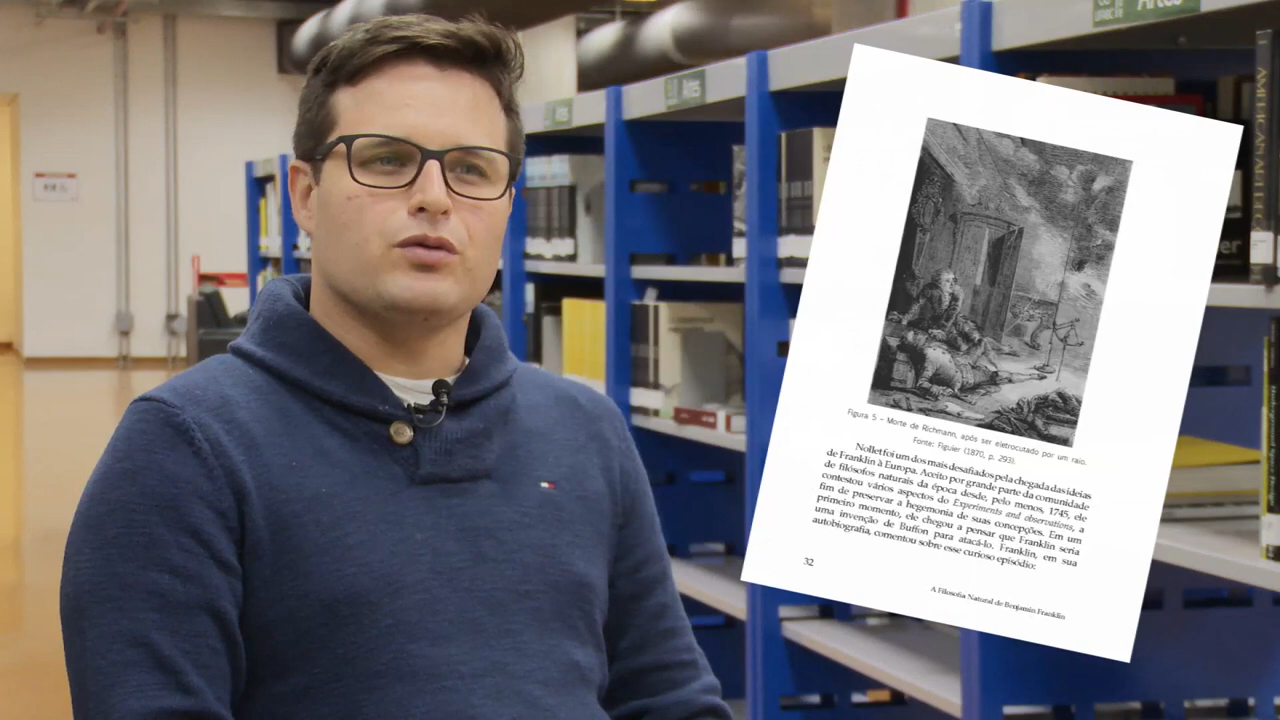 Artes
Artes
Artes
Figura 5 – Morte de Richmann, após ser eletrocutado por um raio.
Fonte: Figuier (1870, p. 293).
Nollet foi um dos mais desafiados pela chegada das ideias
de Franklin à Europa. Aceito por grande parte da comunidade
de filósofos naturais da época desde, pelo menos, 1745, ele
contestou vários aspectos do Experiments and observations, a
fim de preservar a hegemonia de suas concepções. Em um
primeiro momento, ele chegou a pensar que Franklin seria
uma invenção de Buffon para atacá-lo. Franklin, em sua
autobiografia, comentou sobre esse curioso episódio:
32
A Filosofia Natural de Benjamin Franklin